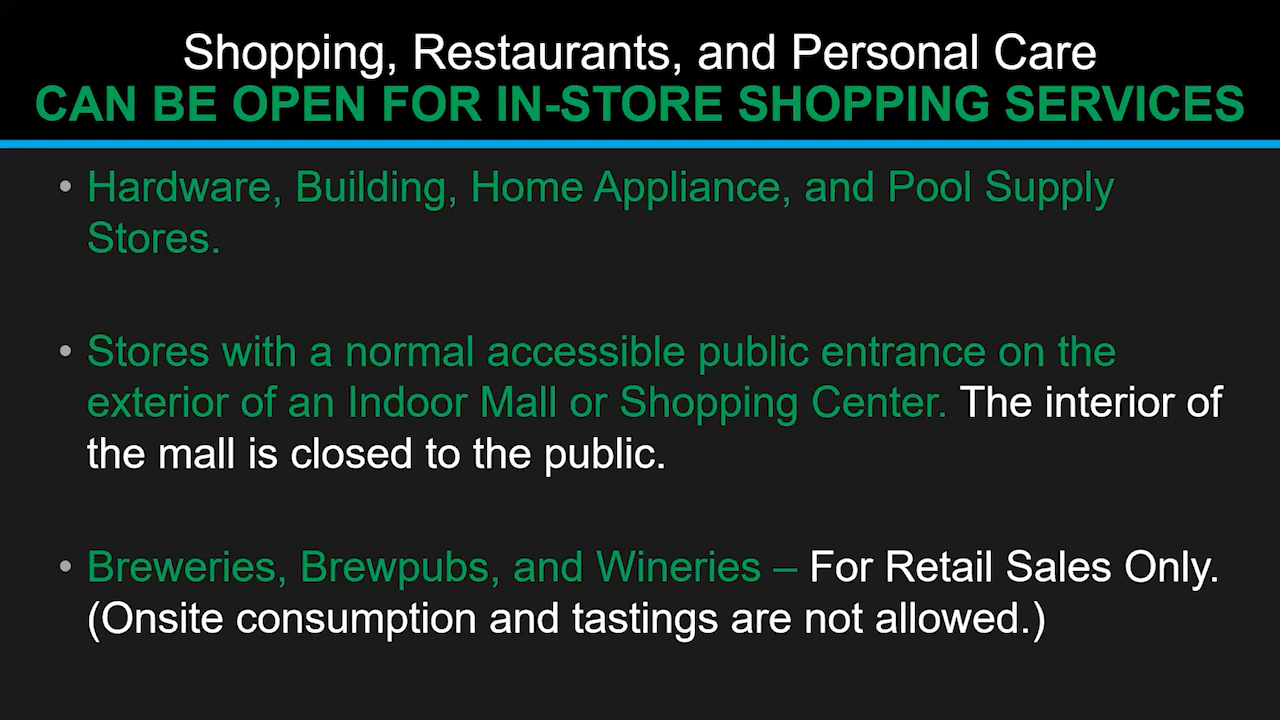 Shopping, Restaurants, and Personal Care
CAN BE OPEN FOR IN-STORE SHOPPING SERVICES
• Hardware, Building, Home Appliance, and Pool Supply
Stores.
• Stores with a normal accessible public entrance on the
exterior of an Indoor Mall or Shopping Center. The interior of
the mall is closed to the public.
• Breweries, Brewpubs, and Wineries – For Retail Sales Only.
(Onsite consumption and tastings are not allowed.)